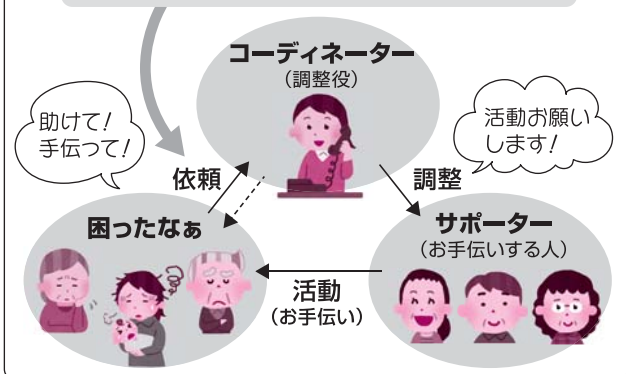 コーディネーター
（調整役）
助けて！
手伝って！
活動お願い
します！
依頼
調整
困ったなぁ
サポーター
（お手伝いする人）
活動
（お手伝い）